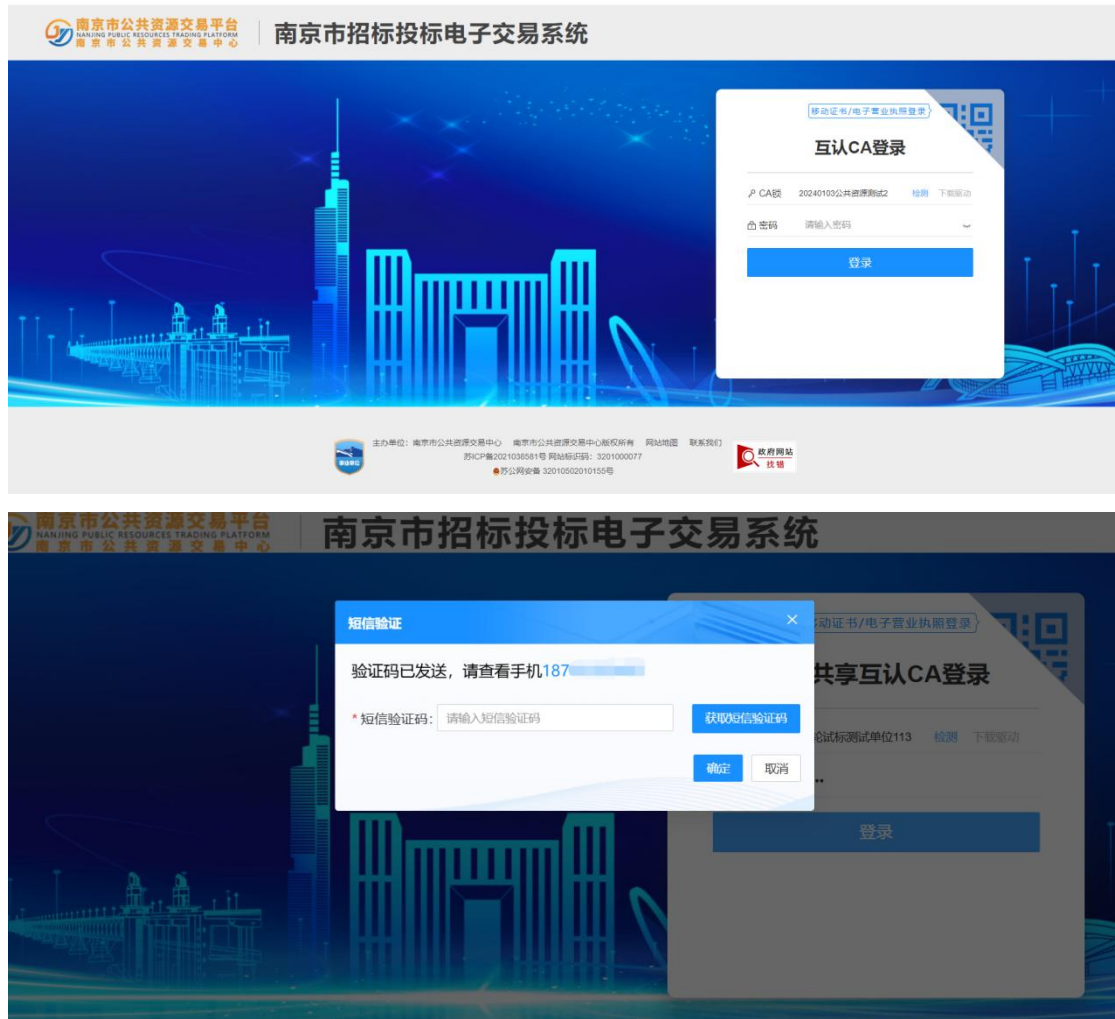 南京市公共资源交易平台
NANJING PUBLIC RESOURCES TRADING PLATFORM
南京市公共资源交易中心
南京市招标投标电子交易系统
移动证书/电子营业执照登录
互认CA登录
CA锁 20240103公共资源测试2 检测 下载驱动
密码 请输入密码
登录
主办单位：南京市公共资源交易中心 南京市公共资源交易中心版权所有 网站地图 联系我们
苏ICP备2021038581号 网站标识码：3201000077
苏公网安备 32010502010155号
事业单位
政府网站
找错
南京市公共资源交易平台
NANJING PUBLIC RESOURCES TRADING PLATFORM
南京市公共资源交易中心
南京市招标投标电子交易系统
短信验证
验证码已发送，请查看手机187
*短信验证码： 请输入短信验证码 获取短信验证码
确定 取消
动证书/电子营业执照登录
共享互认CA登录
试标测试单位113 检测 下载驱动
登录